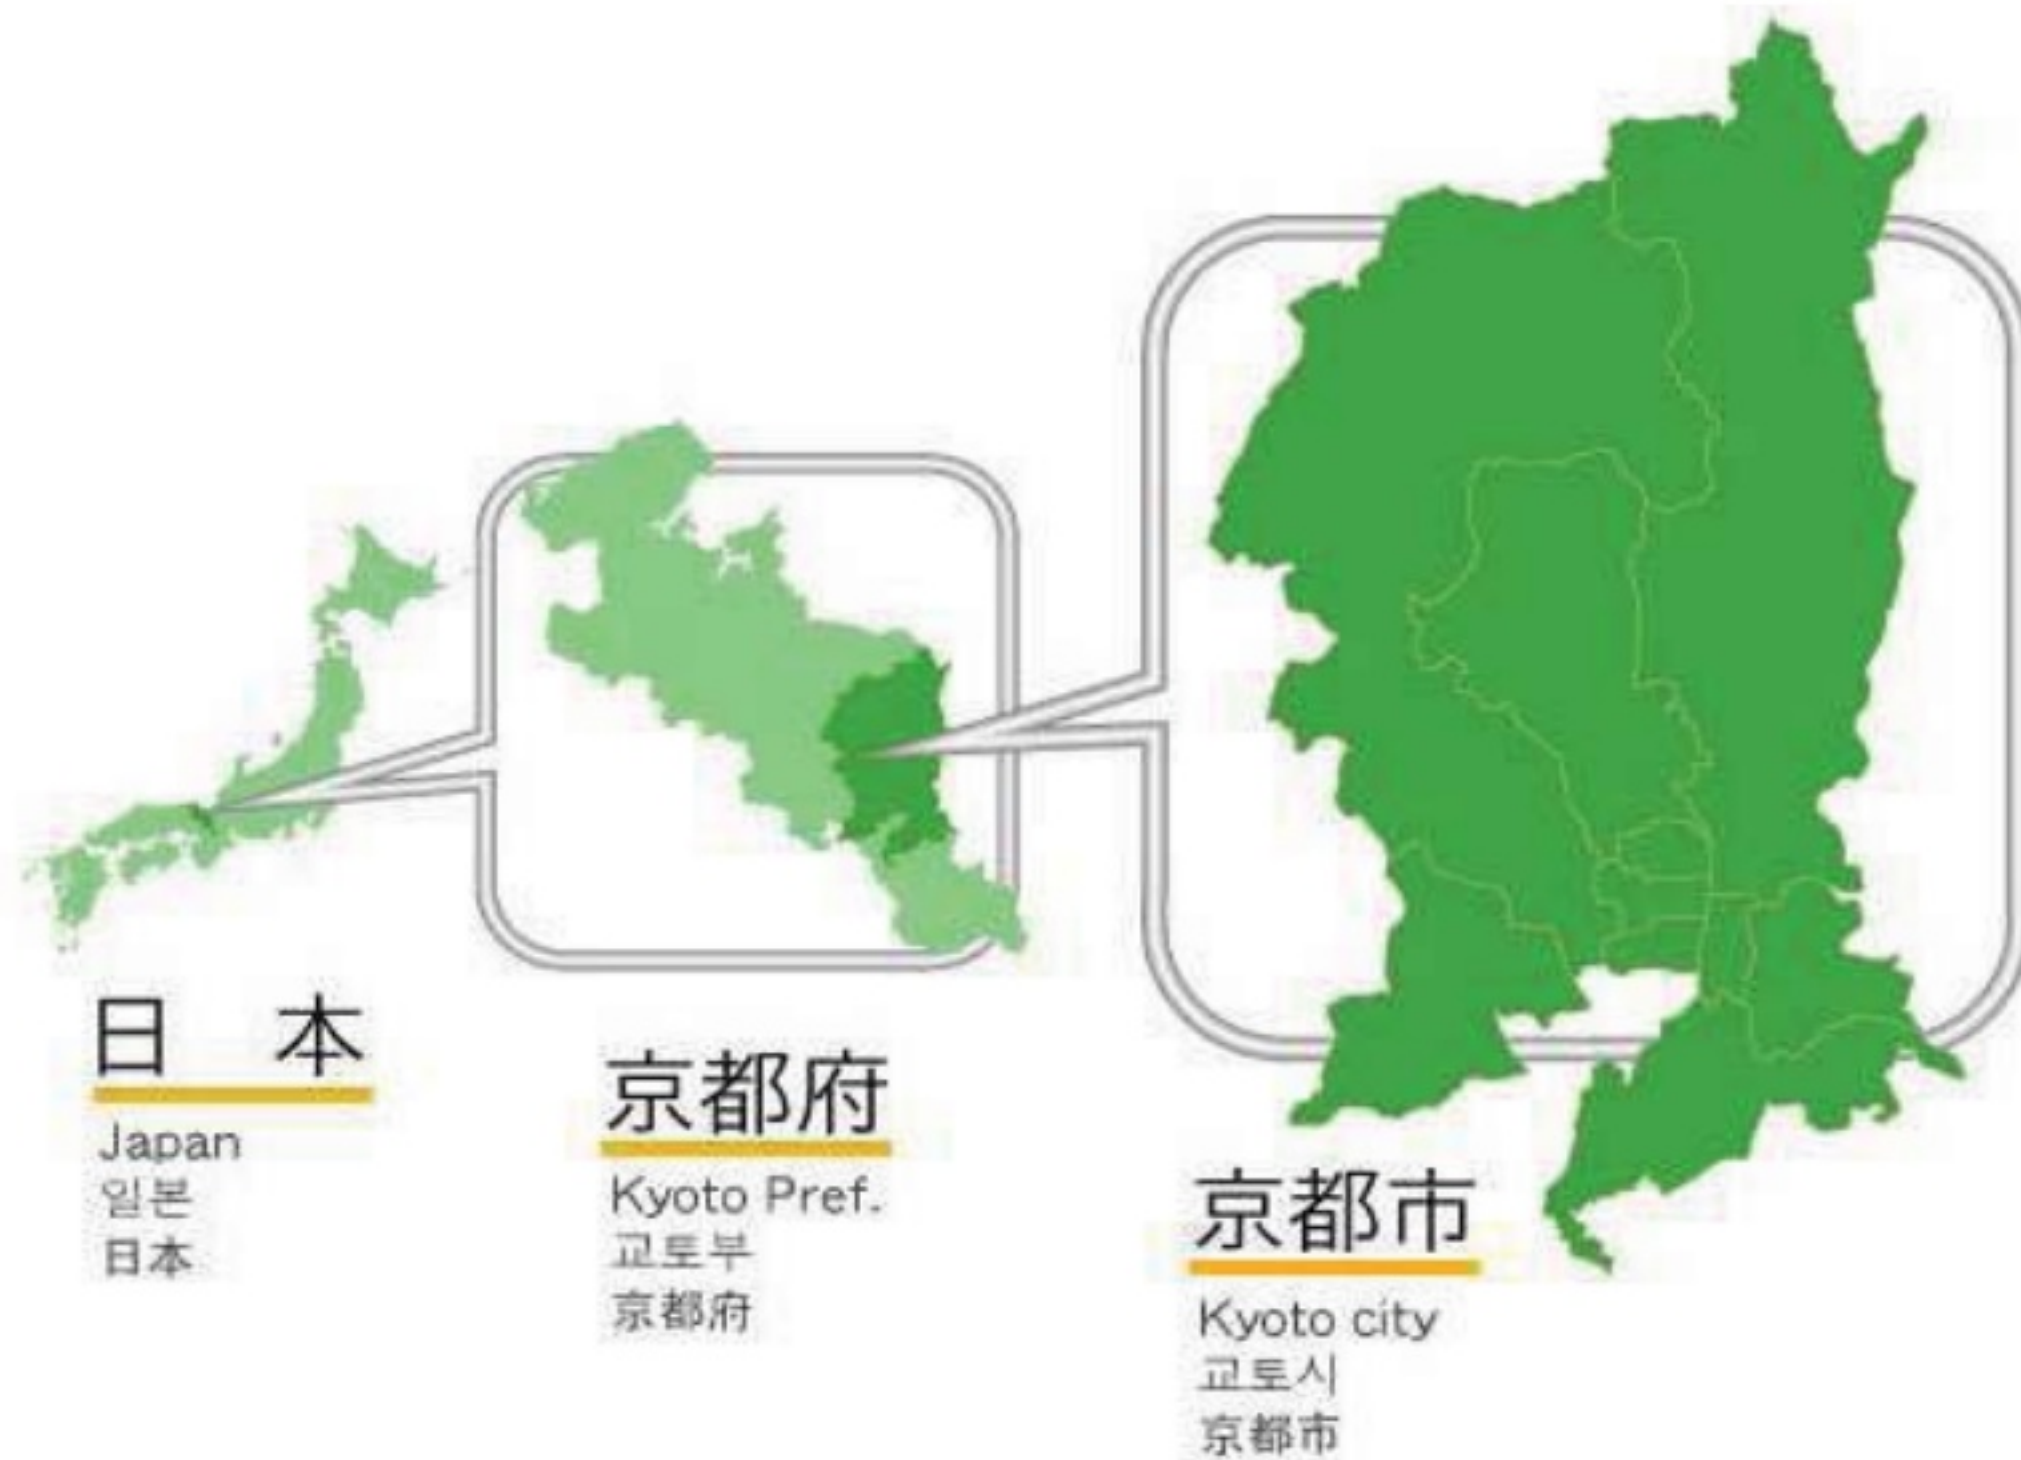 日 本
Japan
일본
日本
京都府
Kyoto Pref.
교토부
京都府
京都市
Kyoto city
교토시
京都市